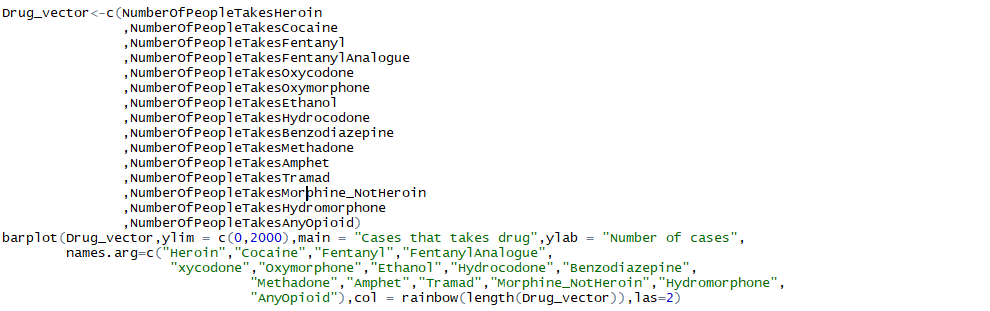 Drug_vector<-c(NumberOfPeopleTakesHeroin
,NumberOfPeopleTakesCocaine
,NumberOfPeopleTakesFentanyl
,NumberOfPeopleTakesFentanylAnalogue
,NumberOfPeopleTakesOxycodone
,NumberOfPeopleTakesOxymorphone
,NumberOfPeopleTakesEthanol
,NumberOfPeopleTakesHydrocodone
,NumberOfPeopleTakesBenzodiazepine
,NumberOfPeopleTakesMethadone
,NumberOfPeopleTakesAmphet
,NumberOfPeopleTakesTramad
,NumberOfPeopleTakesMorphine_NotHeroin
,NumberOfPeopleTakesHydromorphone
,NumberOfPeopleTakesAnyOpioid)
barplot(Drug_vector,ylim = c(0,2000),main = "Cases that takes drug",ylab = "Number of cases",
names.arg=c("Heroin","Cocaine","Fentanyl","FentanylAnalogue",
"xycodone","Oxymorphone","Ethanol","Hydrocodone","Benzodiazepine",
"Methadone","Amphet","Tramad","Morphine_NotHeroin","Hydromorphone",
"AnyOpioid"),col = rainbow(length(Drug_vector)),las=2)